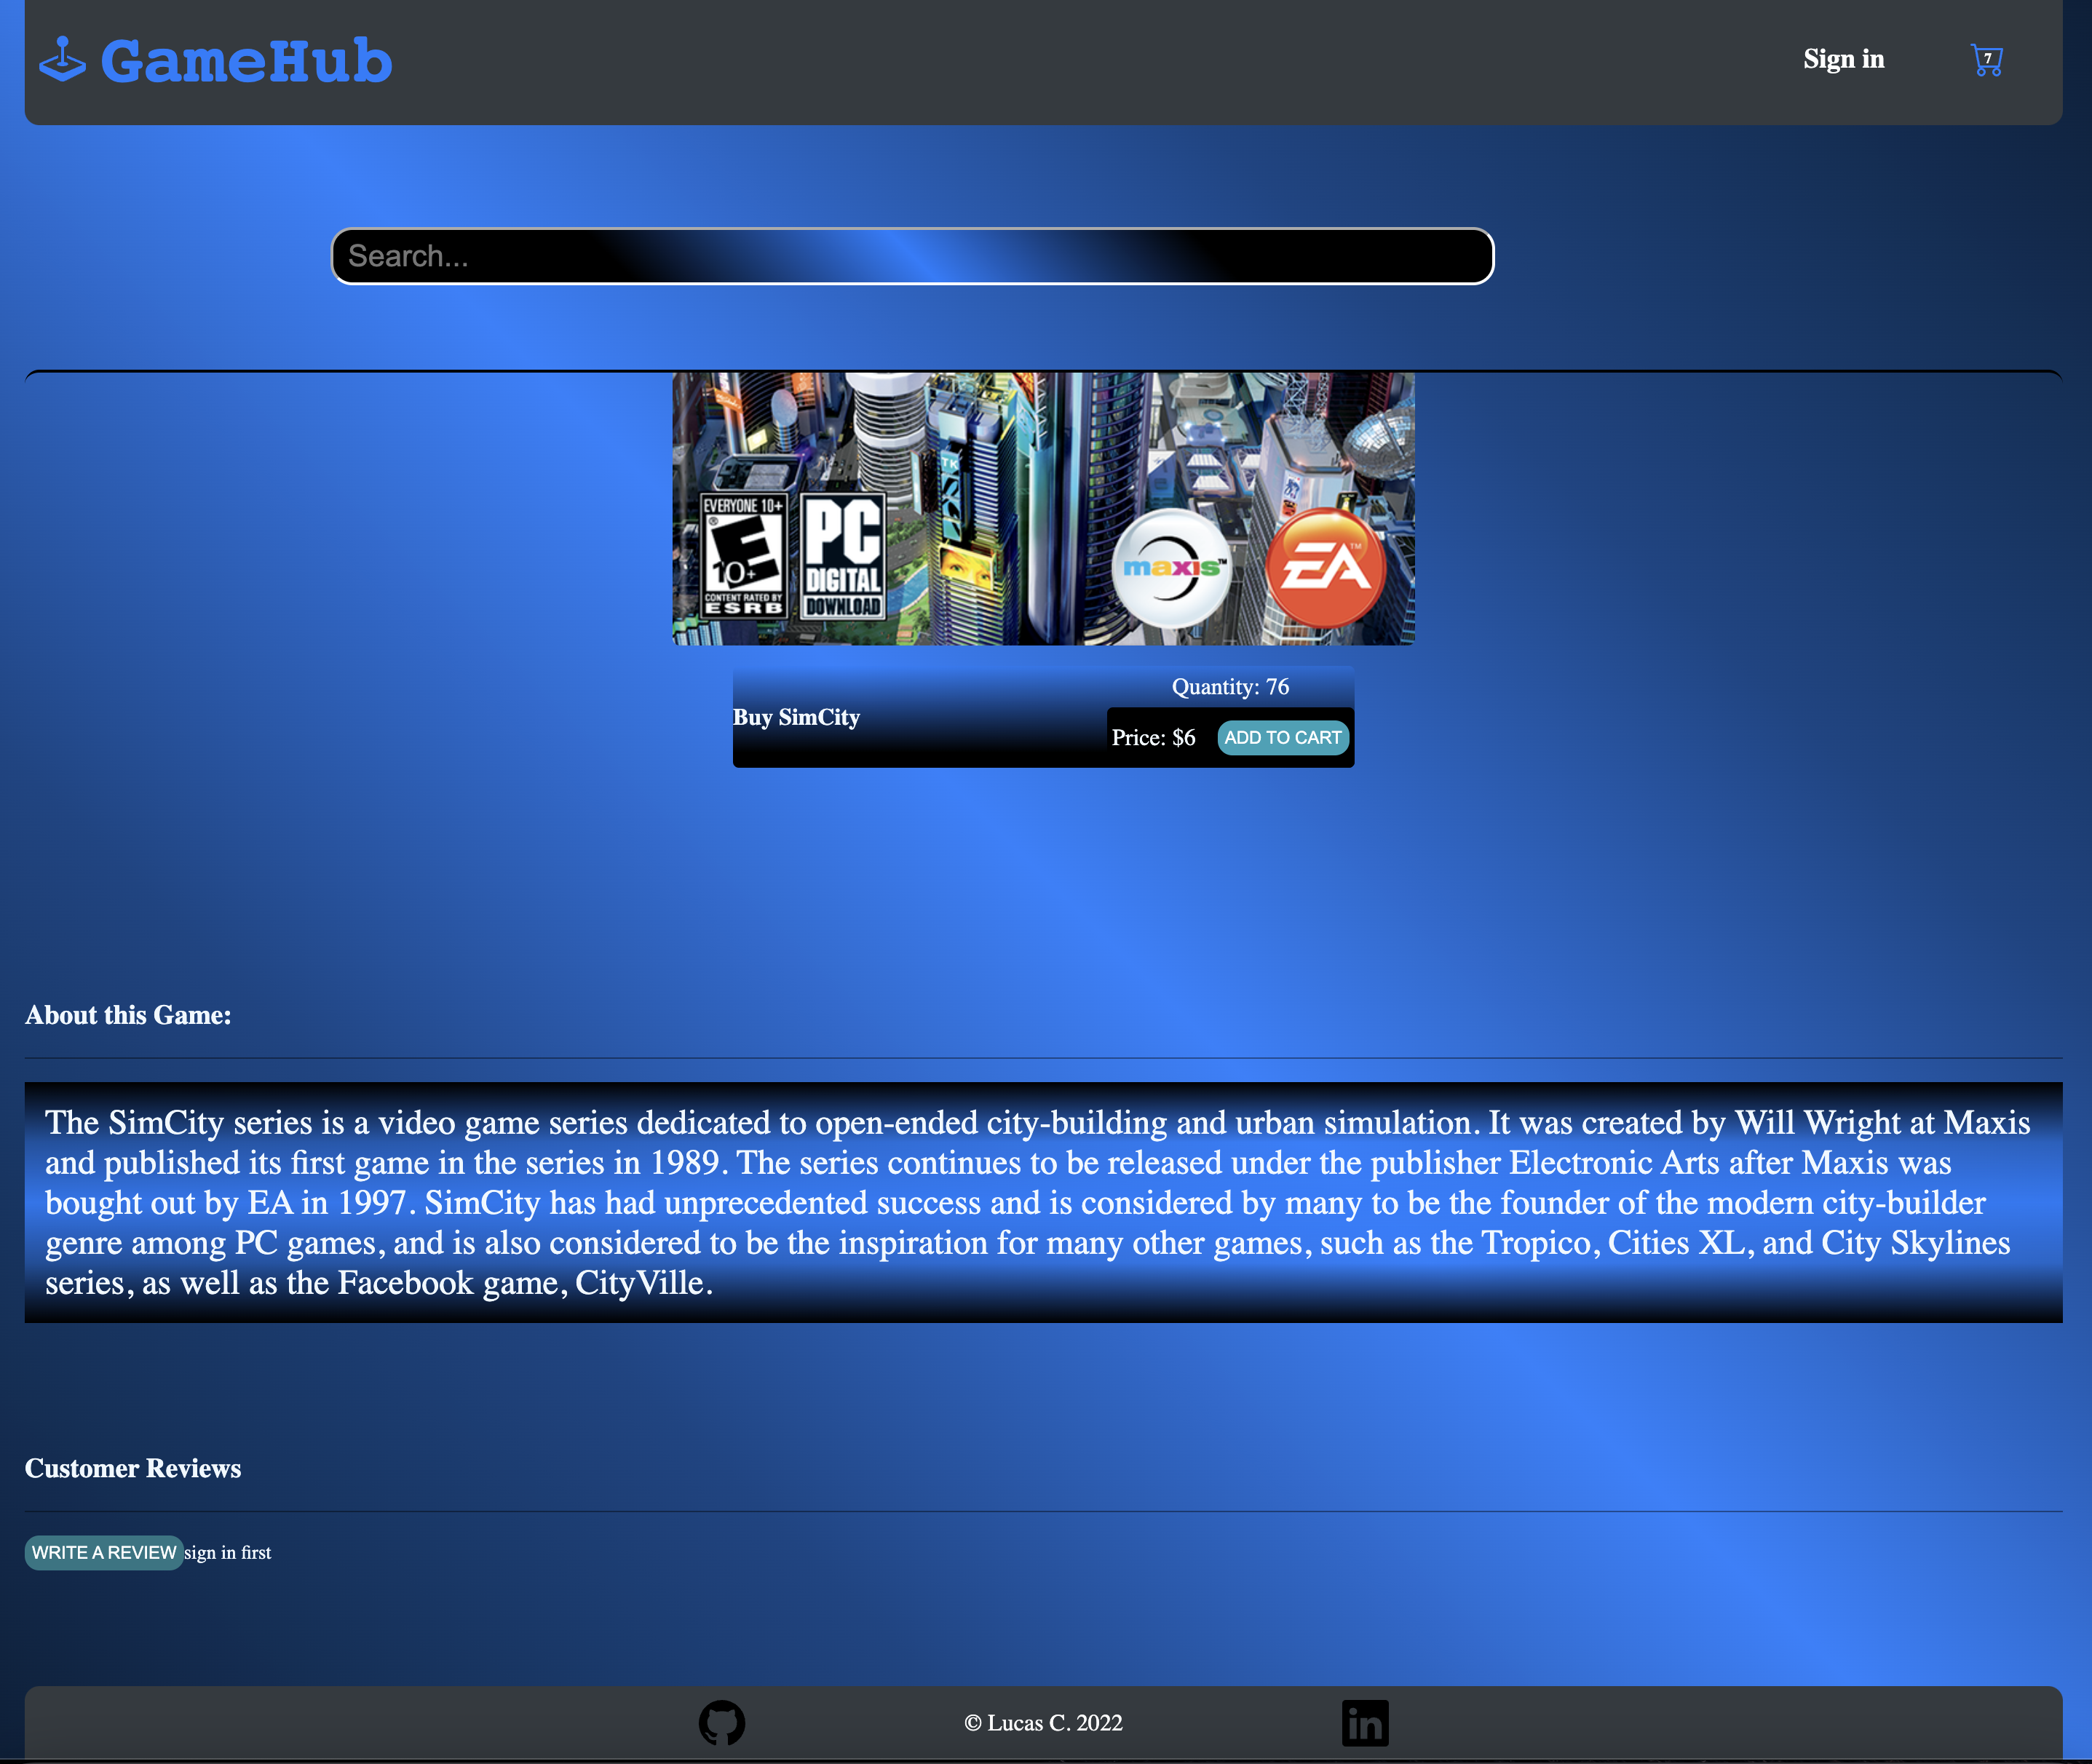 GameHub
Sign in
7
Search...
TK
EVERYONE 10+
®
E
10+
CONTENT RATED BY
ESRB
PC
DIGITAL
DOWNLOAD
maxis™
EA™
Quantity: 76
Buy SimCity
Price: $6
ADD TO CART
About this Game:
The SimCity series is a video game series dedicated to open-ended city-building and urban simulation. It was created by Will Wright at Maxis
and published its first game in the series in 1989. The series continues to be released under the publisher Electronic Arts after Maxis was
bought out by EA in 1997. SimCity has had unprecedented success and is considered by many to be the founder of the modern city-builder
genre among PC games, and is also considered to be the inspiration for many other games, such as the Tropico, Cities XL, and City Skylines
series, as well as the Facebook game, CityVille.
Customer Reviews
WRITE A REVIEW sign in first
© Lucas C. 2022
in